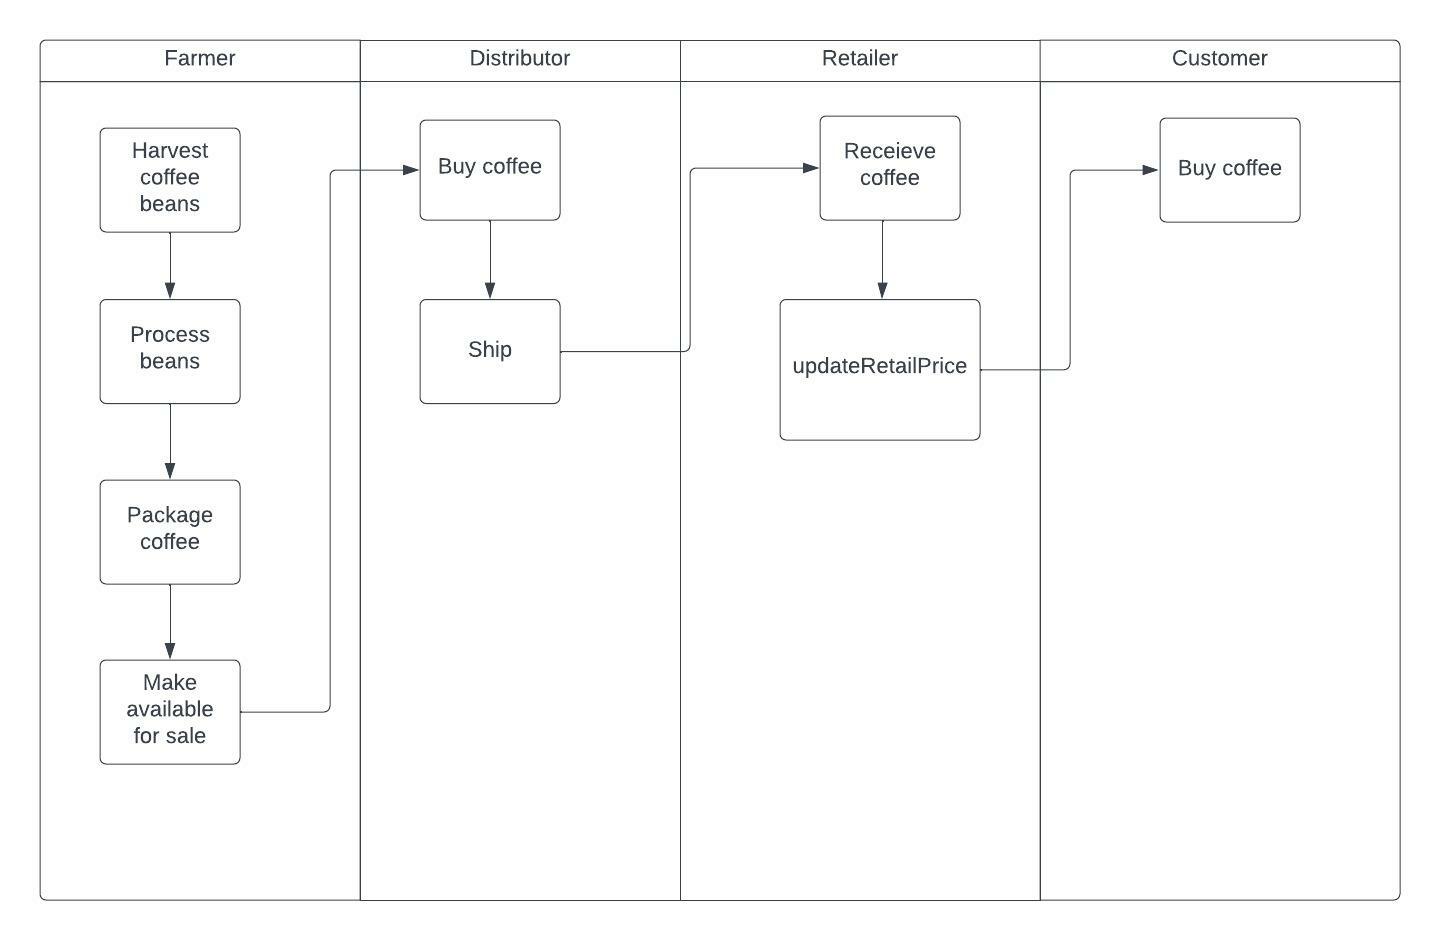 Farmer
Distributor
Retailer
Customer
Harvest
coffee
beans
Process
beans
Package
coffee
Make
available
for sale
Buy coffee
Ship
Receieve
coffee
updateRetailPrice
Buy coffee